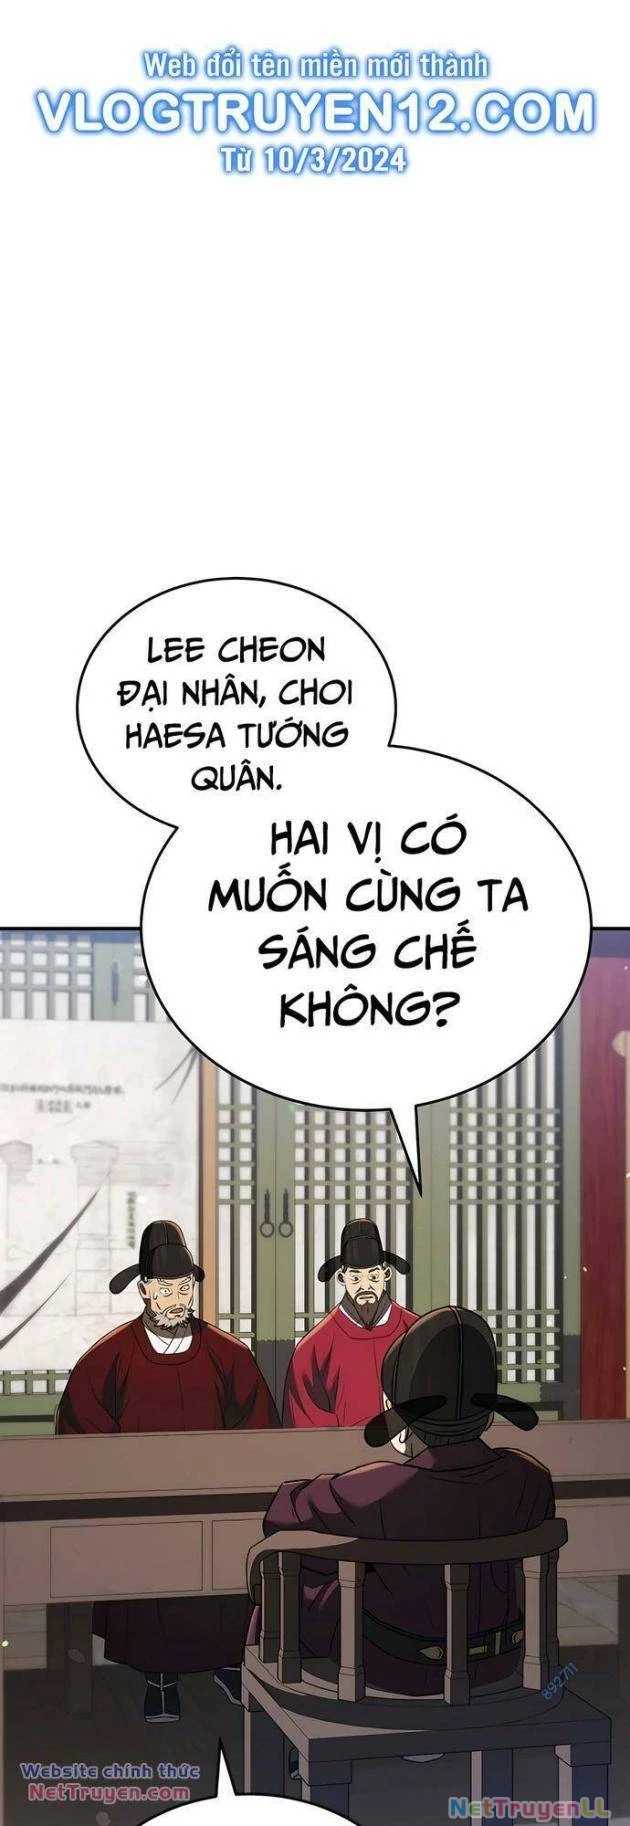 Web đổi tên miền mới thành
VLOGTRUYEN12.COM
Từ 10/3/2024
LEE CHEON
ĐẠI NHÂN, CHOI
HAESA TƯỚNG
QUÂN.
HAI VỊ CÓ
MUỐN CÙNG TA
SÁNG CHẾ
KHÔNG?
892711
Website chính thức
NetTruyen.com
NetTruyenLL